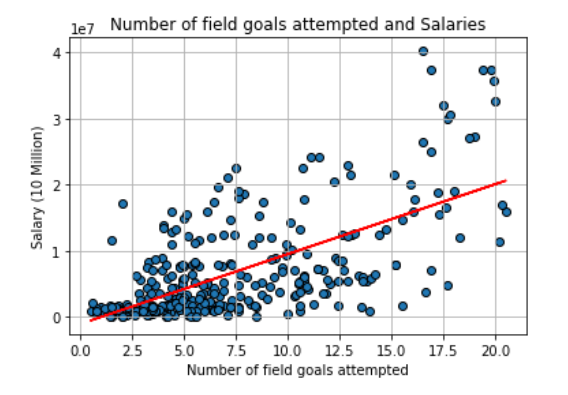 Number of field goals attempted and Salaries
1e7
4
3
2
1
0
Salary (10 Million)
0.0 2.5 5.0 7.5 10.0 12.5 15.0 17.5 20.0
Number of field goals attempted